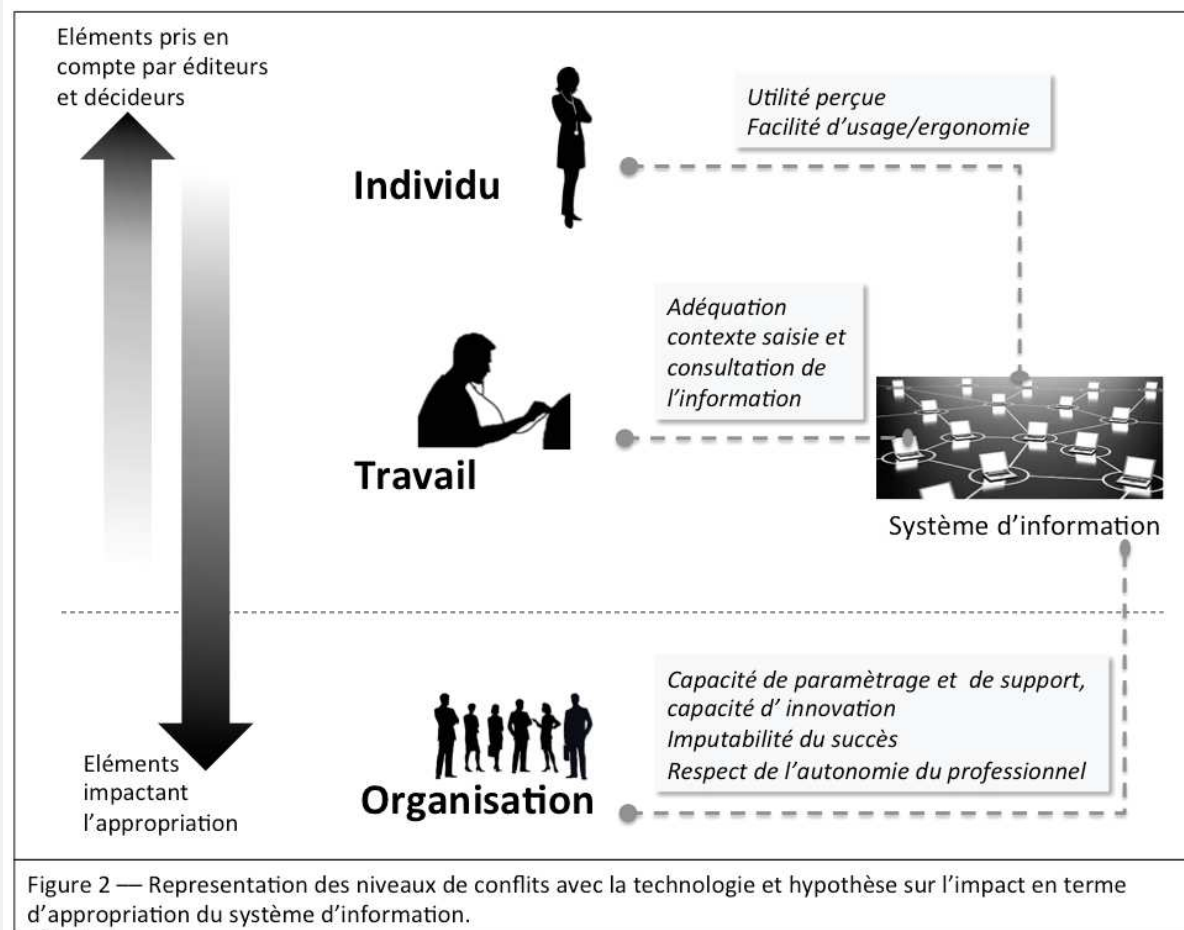 Eléments pris en
compte par éditeurs
et décideurs
Utilité perçue
Facilité d'usage/ergonomie
Individu
Adéquation
contexte saisie et
consultation de
l'information
Travail
Système d'information
Capacité de paramètrage et de support,
capacité d' innovation
Imputabilité du succès
Respect de l'autonomie du professionnel
Eléments
impactant
l'appropriation
Organisation
Figure 2 — Representation des niveaux de conflits avec la technologie et hypothèse sur l'impact en terme
d'appropriation du système d'information.